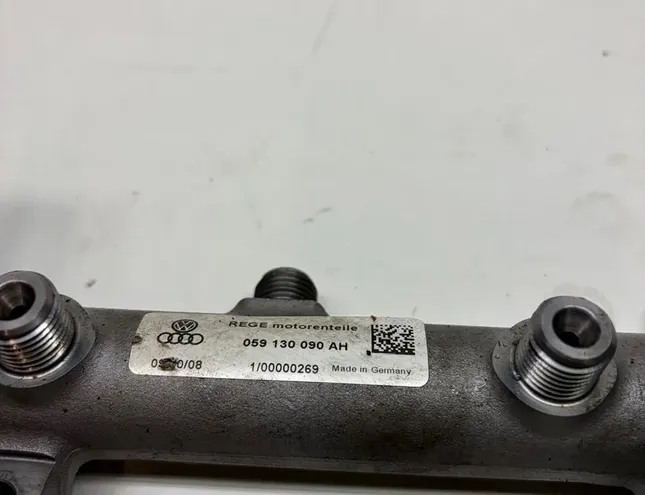 REGE motorenteile
059 130 090 AH
1/00000269 Made in Germany